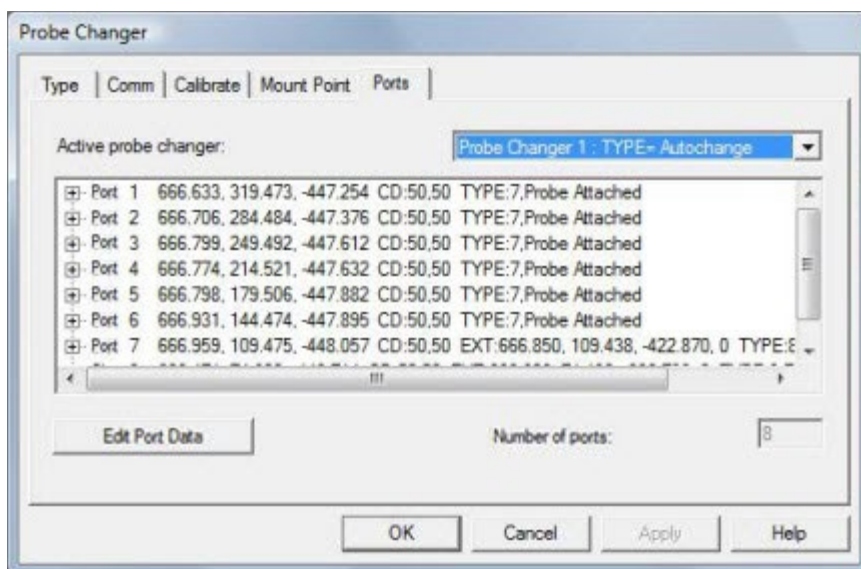 Probe Changer
Type Comm Calibrate Mount Point Ports
Active probe changer: Probe Changer 1 : TYPE= Autochange
Port 1 666.633, 319.473, -447.254 CD:50,50 TYPE:7,Probe Attached
Port 2 666.706, 284.484, -447.376 CD:50,50 TYPE:7,Probe Attached
Port 3 666.799, 249.492, -447.612 CD:50,50 TYPE:7,Probe Attached
Port 4 666.774, 214.521, -447.632 CD:50,50 TYPE:7,Probe Attached
Port 5 666.798, 179.506, -447.882 CD:50,50 TYPE:7,Probe Attached
Port 6 666.931, 144.474, -447.895 CD:50,50 TYPE:7,Probe Attached
Port 7 666.959, 109.475, -448.057 CD:50,50 EXT:666.850, 109.438, -422.870, 0 TYPE:8
Edit Port Data Number of ports: 8
OK Cancel Apply Help